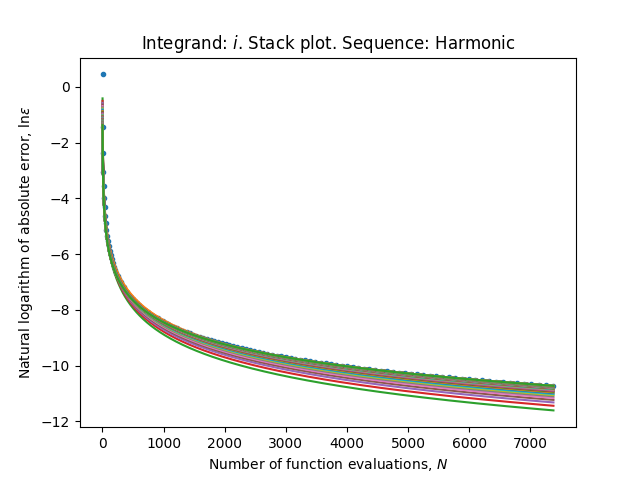 Integrand: i. Stack plot. Sequence: Harmonic
Natural logarithm of absolute error, lnε
0
−2
−4
−6
−8
−10
−12
0 1000 2000 3000 4000 5000 6000 7000
Number of function evaluations, N